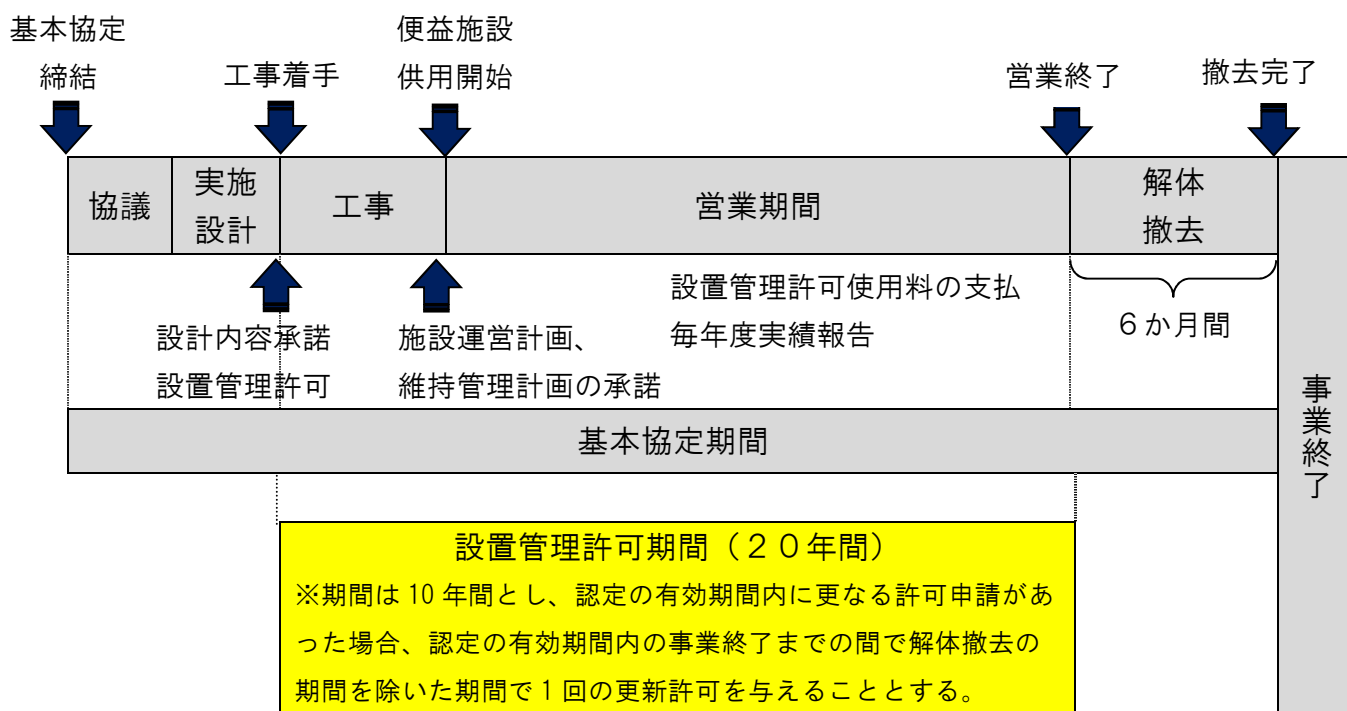 基本協定
締結
工事着手
便益施設
供用開始
営業終了
撤去完了
協議
実施
設計
工事
営業期間
解体
撤去
設計内容承諾
設置管理許可
施設運営計画、
維持管理計画の承諾
設置管理許可使用料の支払
毎年度実績報告
６か月間
基本協定期間
事業終了
設置管理許可期間（２０年間）
※期間は 10 年間とし、認定の有効期間内に更なる許可申請があ
った場合、認定の有効期間内の事業終了までの間で解体撤去の
期間を除いた期間で 1 回の更新許可を与えることとする。